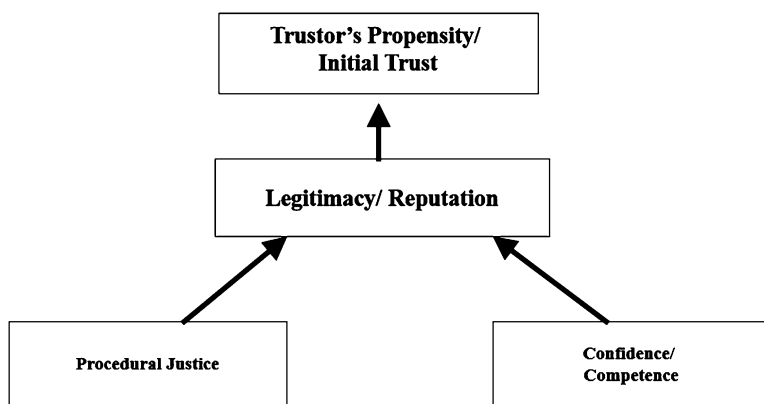 Trustor’s Propensity/
Initial Trust
Legitimacy/ Reputation
Procedural Justice
Confidence/
Competence